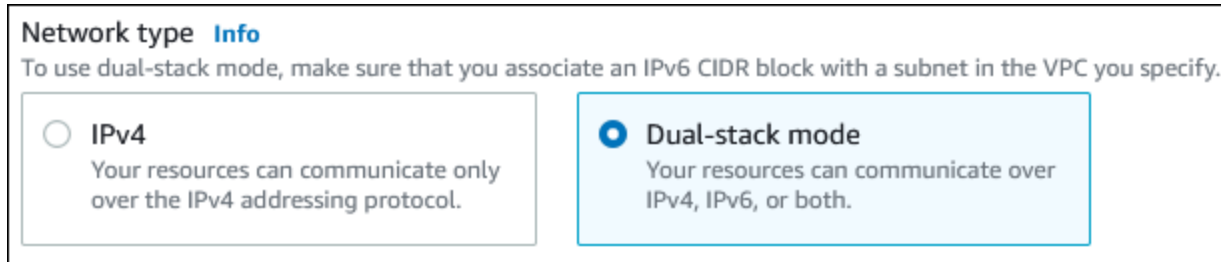 Network type Info
To use dual-stack mode, make sure that you associate an IPv6 CIDR block with a subnet in the VPC you specify.
IPv4
Your resources can communicate only
over the IPv4 addressing protocol.
Dual-stack mode
Your resources can communicate over
IPv4, IPv6, or both.